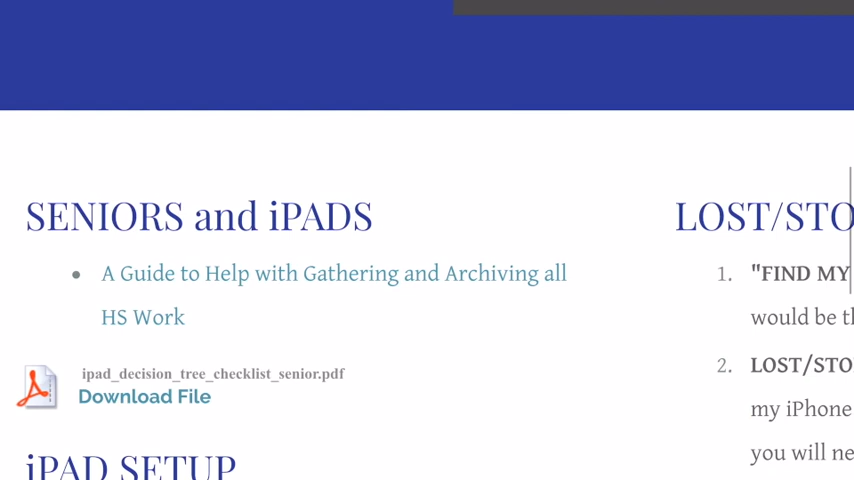 SENIORS and iPADS
• A Guide to Help with Gathering and Archiving all
HS Work
ipad_decision_tree_checklist_senior.pdf
Download File
iPAD SETUP
LOST/STO
1. "FIND MY
would be th
2. LOST/STO
my iPhone
you will ne